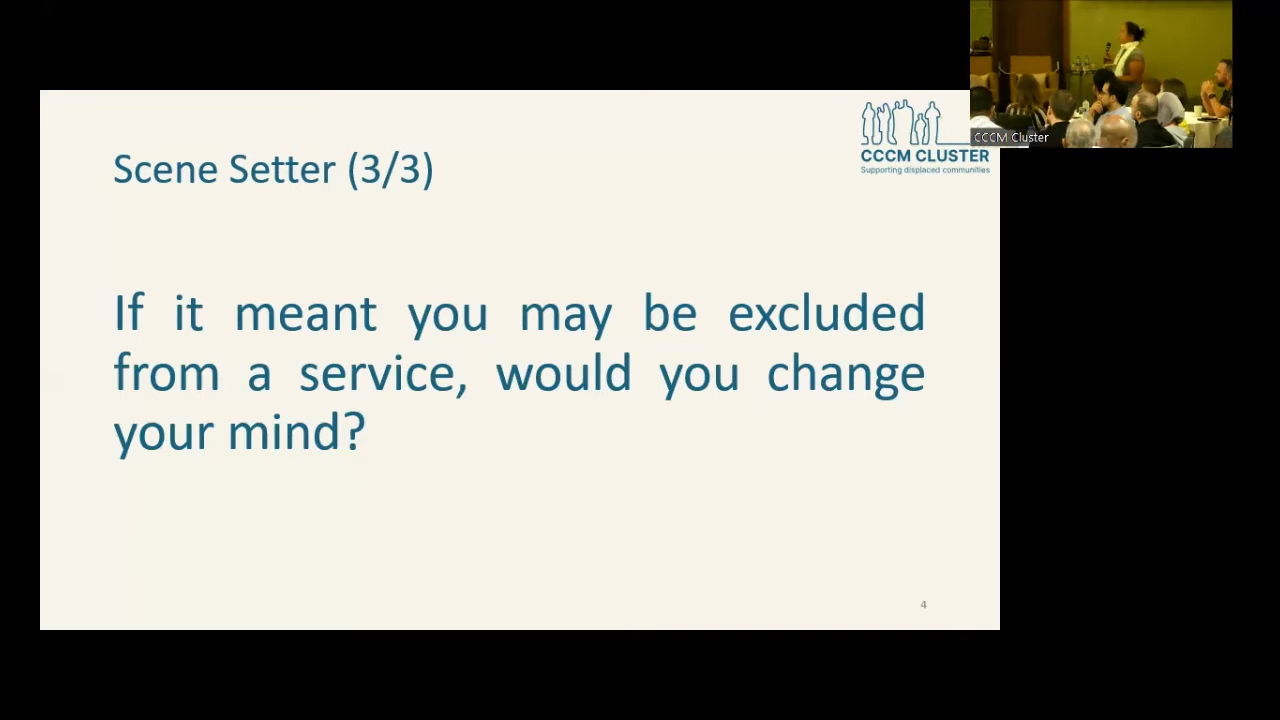 Scene Setter (3/3)
CCCM CLUSTER
Supporting displaced communities
CCCM Cluster
If it meant you may be excluded
from a service, would you change
your mind?
4